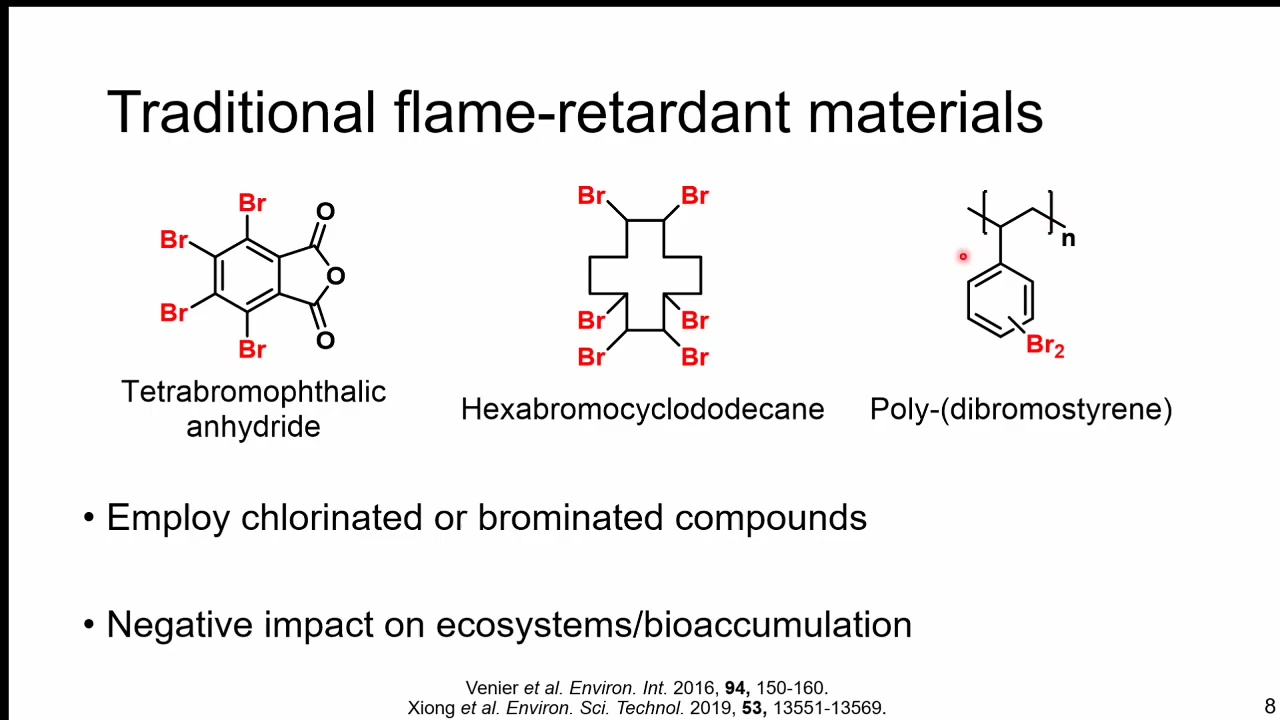 Traditional flame-retardant materials
Br
Br
Br
Br
O
O
O
Tetrabromophthalic
anhydride
Br Br
Br Br
Br Br
Hexabromocyclododecane
n
Br2
Poly-(dibromostyrene)
• Employ chlorinated or brominated compounds
• Negative impact on ecosystems/bioaccumulation
Venier et al. Environ. Int. 2016, 94, 150-160.
Xiong et al. Environ. Sci. Technol. 2019, 53, 13551-13569.
8